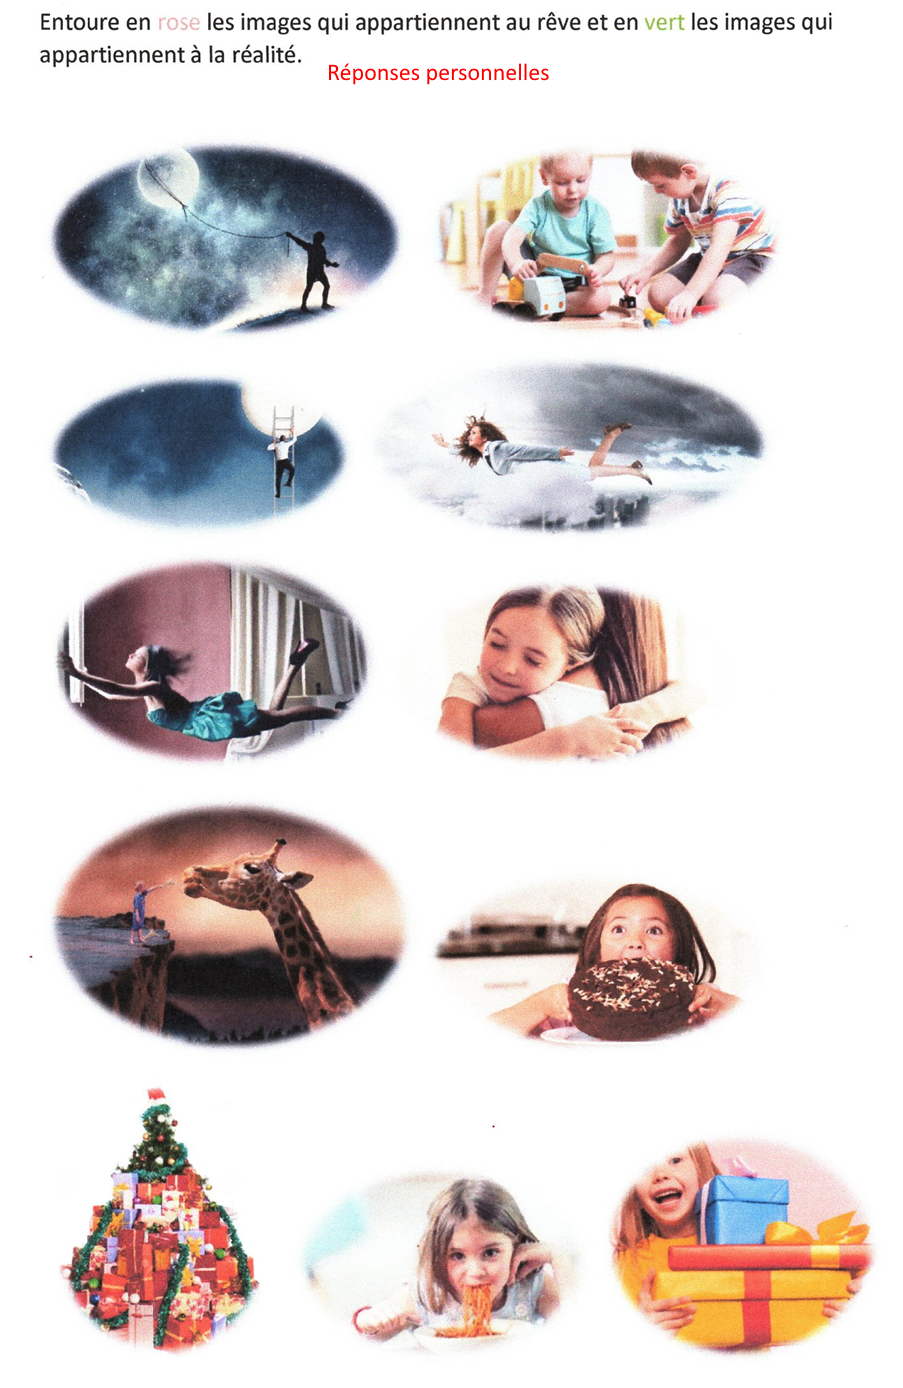 Entoure en rose les images qui appartiennent au rêve et en vert les images qui
appartiennent à la réalité.
Réponses personnelles